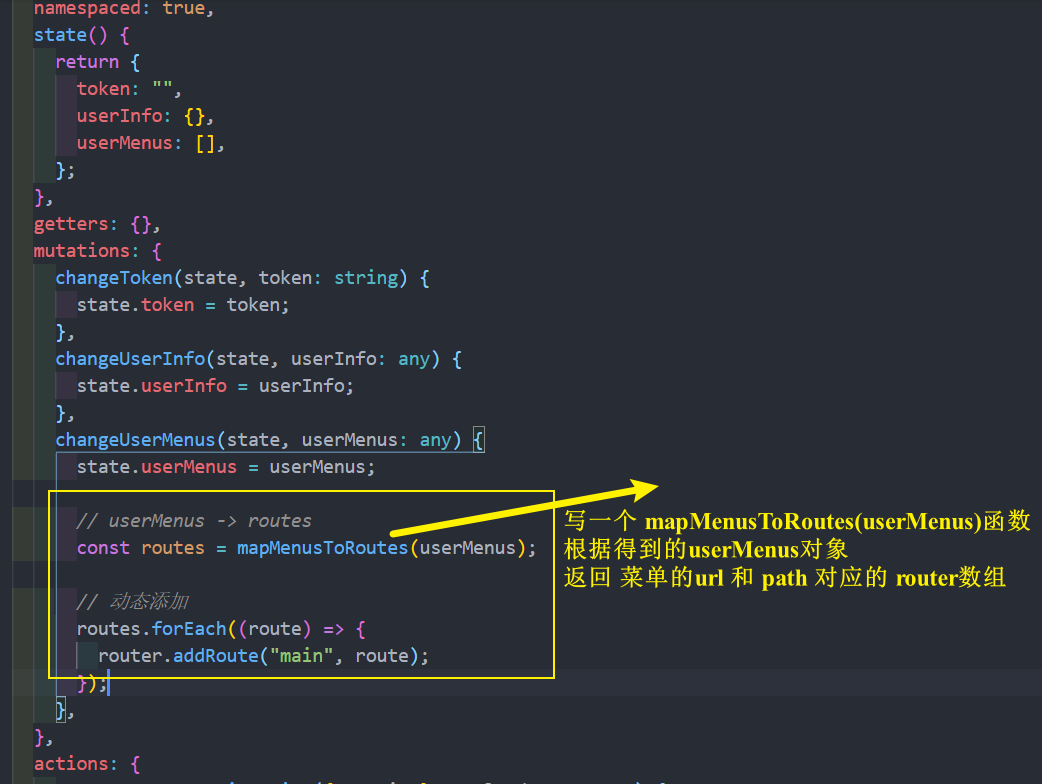 namespaced: true,
state() {
return {
token: "",
userInfo: {},
userMenus: [],
};
},
getters: {},
mutations: {
changeToken(state, token: string) {
state.token = token;
},
changeUserInfo(state, userInfo: any) {
state.userInfo = userInfo;
},
changeUserMenus(state, userMenus: any) {
state.userMenus = userMenus;
// userMenus -> routes
const routes = mapMenusToRoutes(userMenus);
// 动态添加
routes.forEach((route) => {
router.addRoute("main", route);
});
},
},
actions: {
写一个 mapMenusToRoutes(userMenus)函数
根据得到的userMenus对象
返回 菜单的url 和 path 对应的 router数组